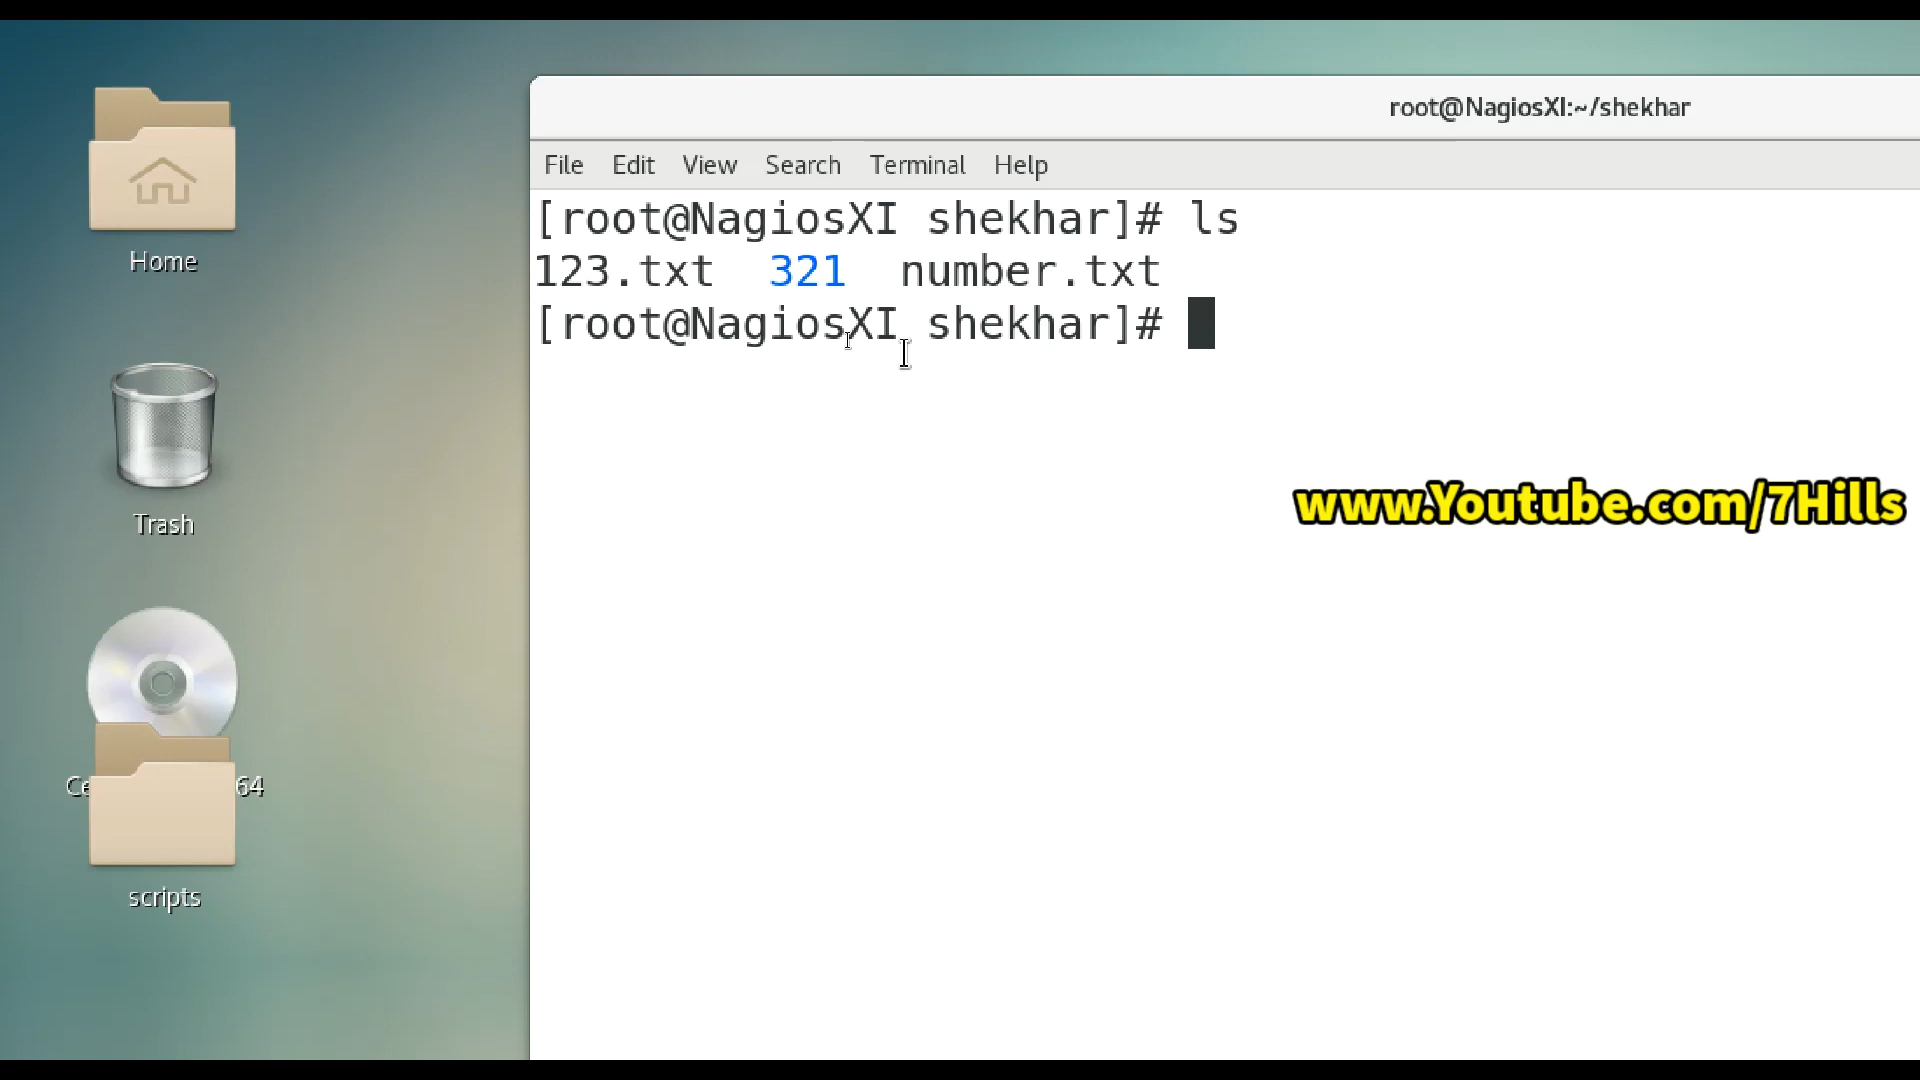 root@NagiosXI:~/shekhar
File Edit View Search Terminal Help
[root@NagiosXI shekhar]# ls
123.txt 321 number.txt
[root@NagiosXI shekhar]#
Home
Trash
64
scripts
www.Youtube.com/7Hills